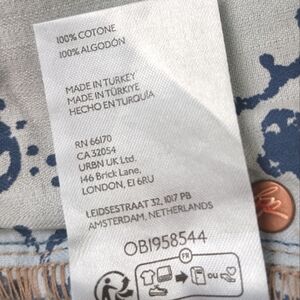 100% COTONE
100% ALGODÓN
MADE IN TURKEY
MADE IN TÜRKIYE
HECHO EN TURQUÍA
RN 66170
CA 32054
URBN UK Ltd.
146 Brick Lane,
LONDON, E1 6RU
LEIDSESTRAAT 32, 1017 PB
AMSTERDAM, NETHERLANDS
OB1958544
FR
OU